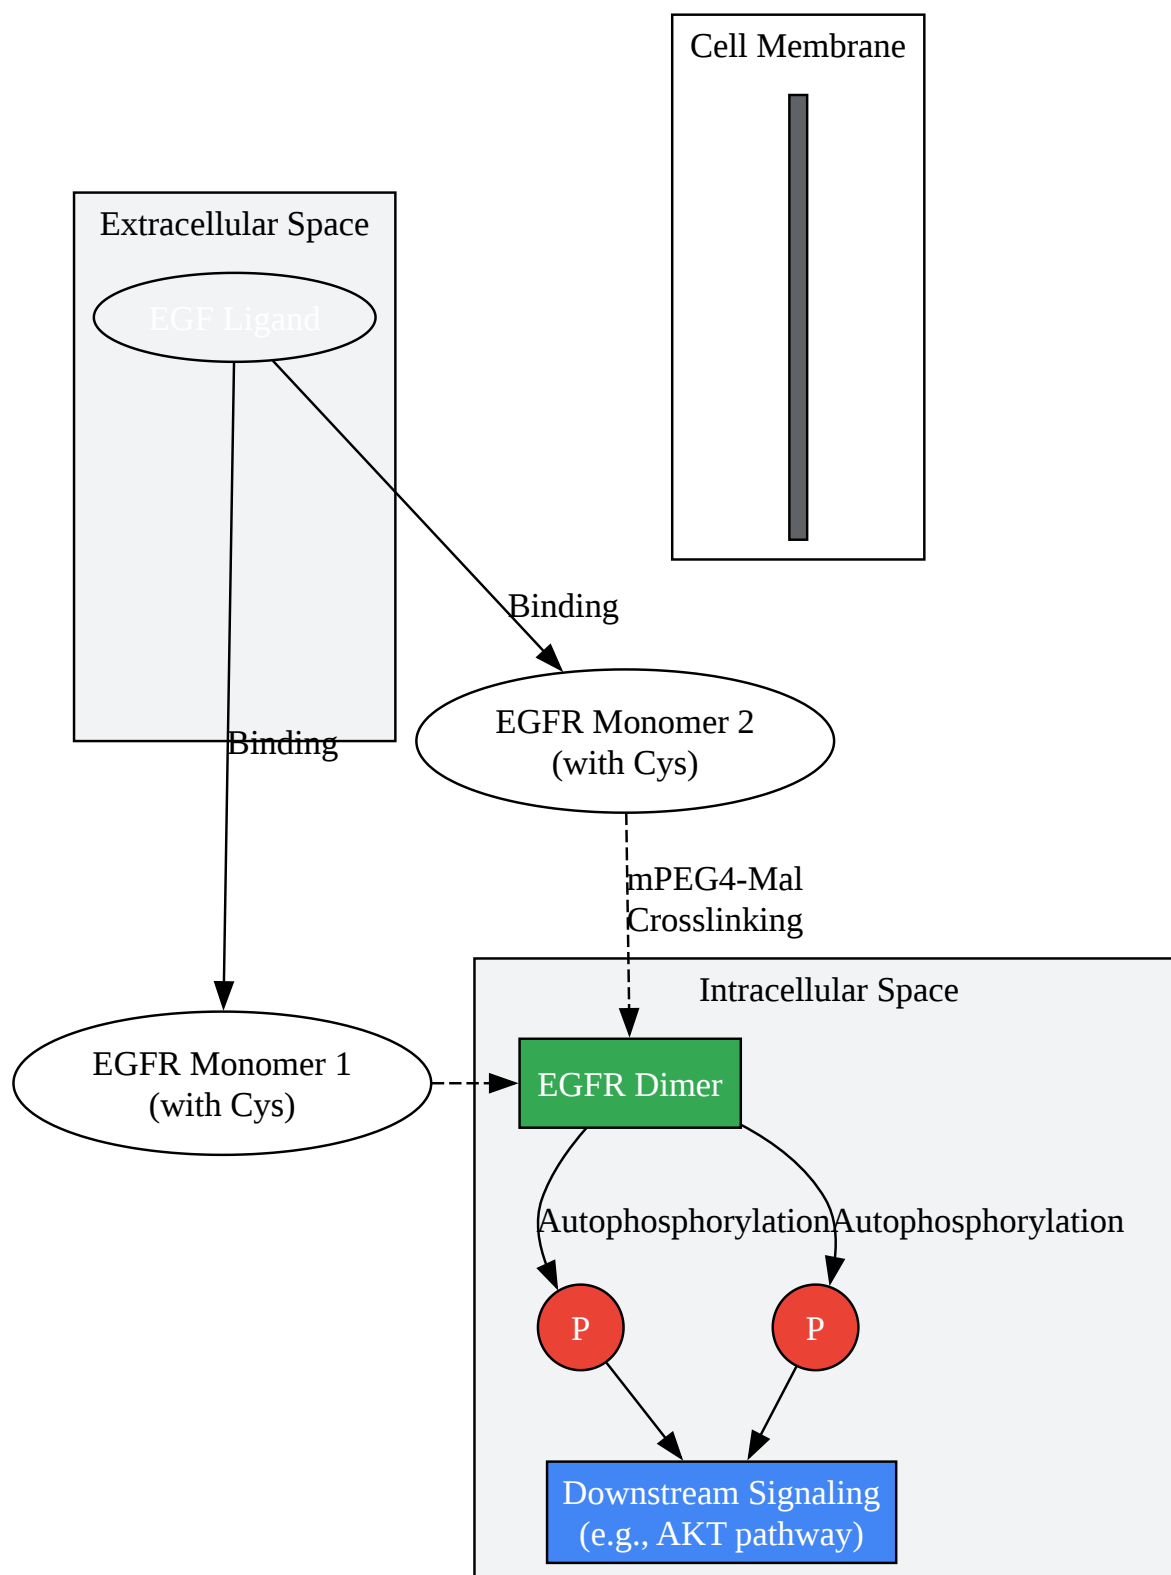 Cell Membrane
Extracellular Space
EGF Ligand
Binding
EGFR Monomer 2
(with Cys)
Binding
mPEG4-Mal
Crosslinking
Intracellular Space
EGFR Monomer 1
(with Cys)
EGFR Dimer
Autophosphorylation
Autophosphorylation
P
P
Downstream Signaling
(e.g., AKT pathway)